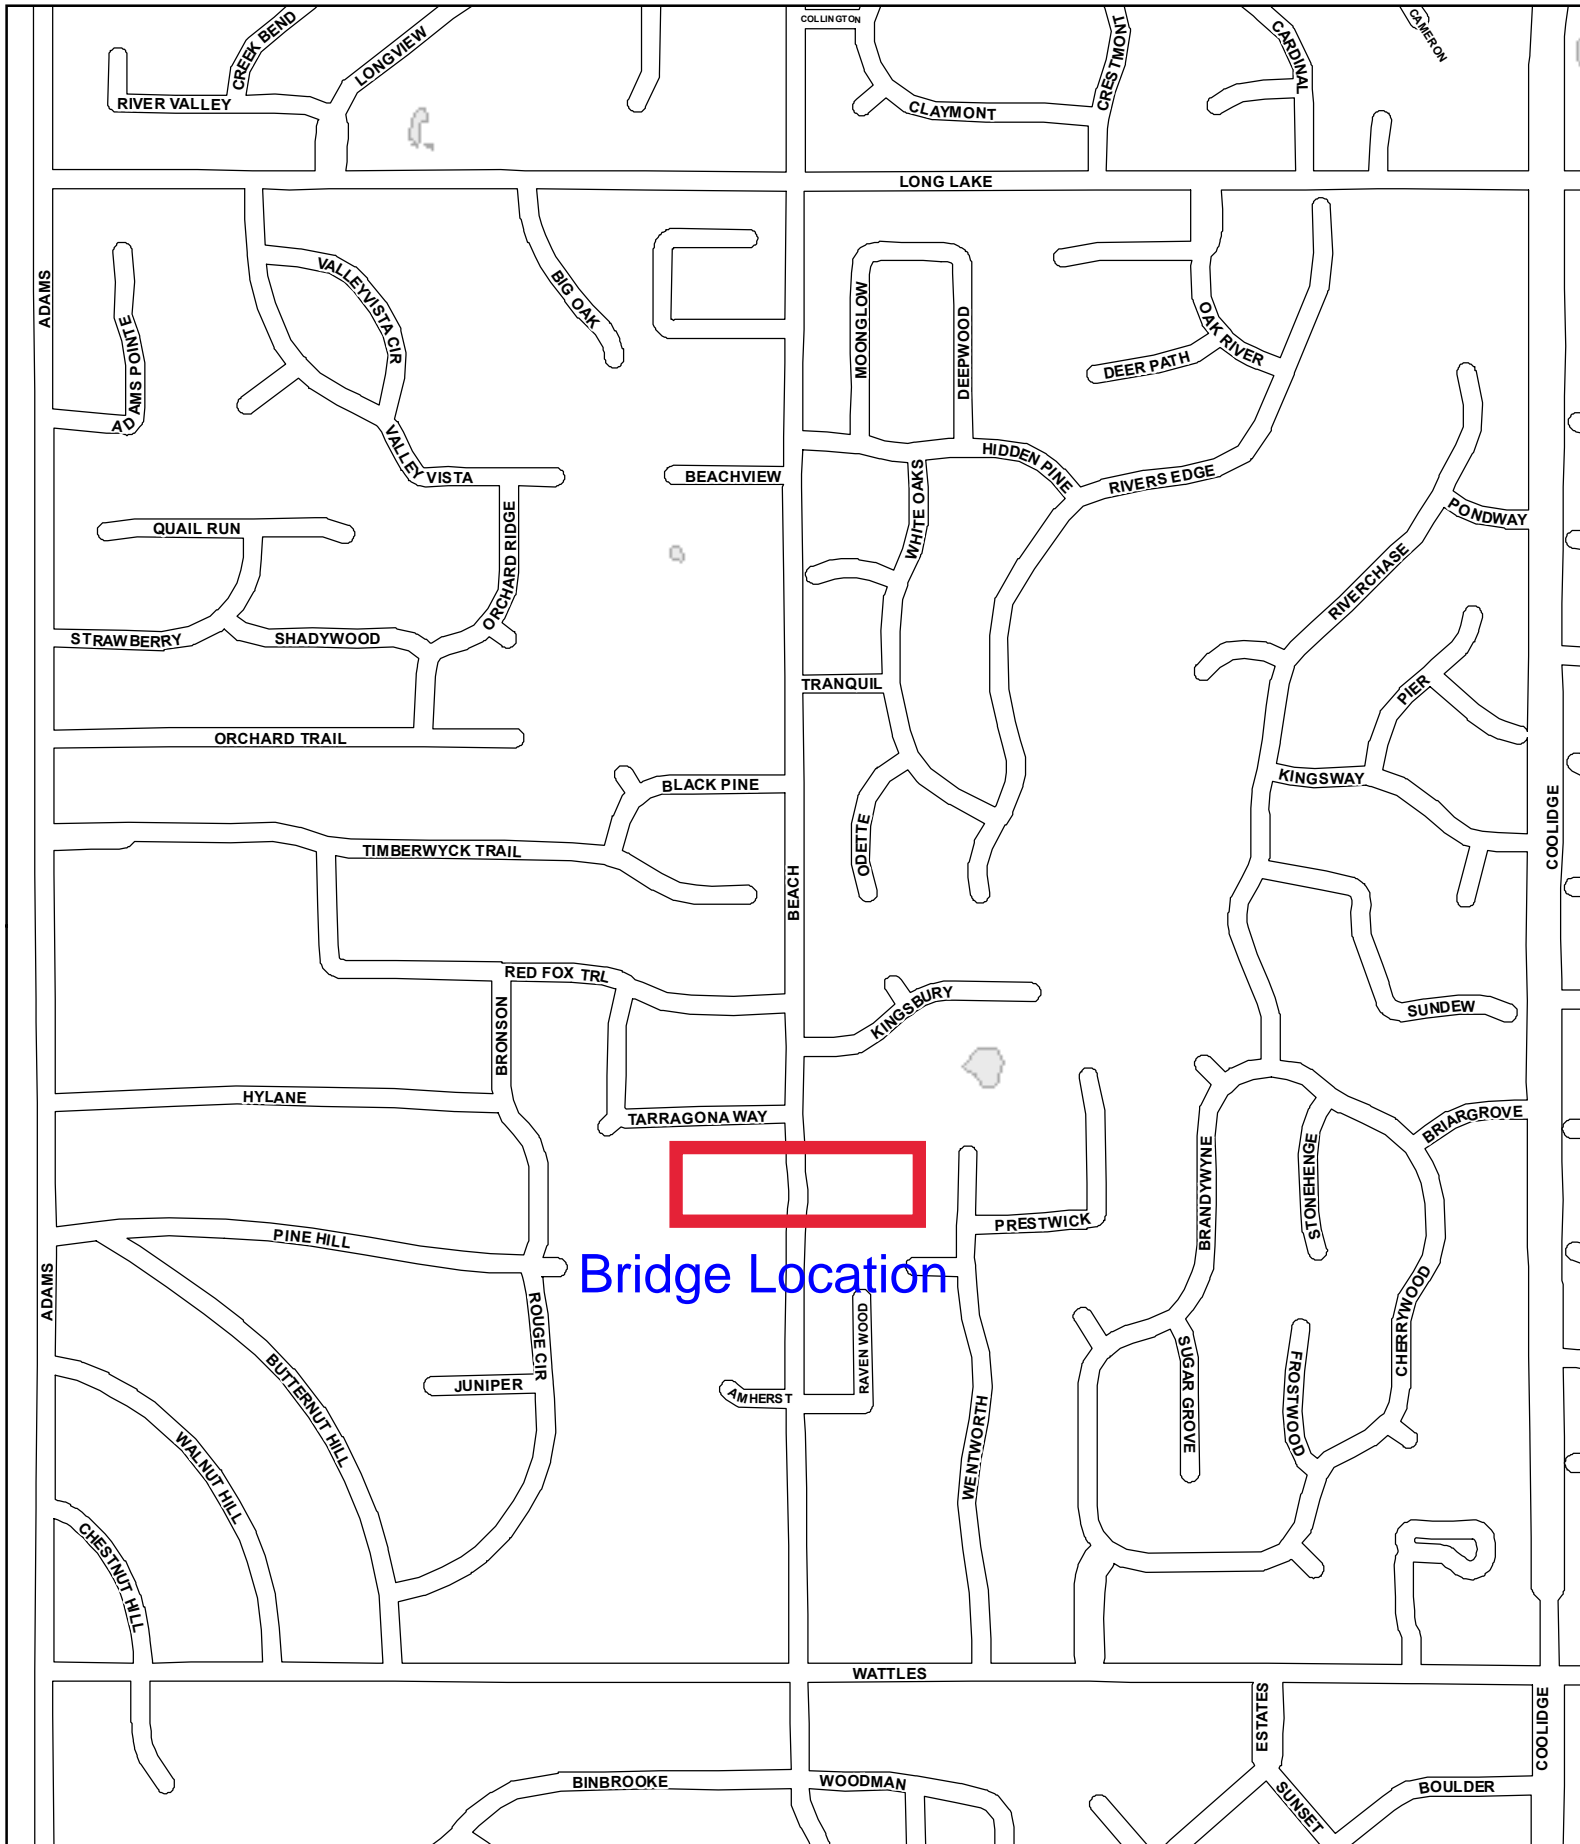 COLLINGTON
CREEK BEND
LONGVIEW
CRESTMONT
CARDINAL
CAMERON
RIVER VALLEY
CLAYMONT
LONG LAKE
ADAMS
VALLEYVISTA CIR
BIG OAK
MOONGLOW
DEEPWOOD
OAK RIVER
DEER PATH
ADAMS POINTE
VALLEY VISTA
BEACHVIEW
HIDDEN PINE
RIVERS EDGE
WHITE OAKS
QUAIL RUN
ORCHARD RIDGE
PONDWAY
RIVERCHASE
STRAWBERRY
SHADYWOOD
TRANQUIL
PIER
ORCHARD TRAIL
KINGSWAY
BLACK PINE
COOLIDGE
TIMBERWYCK TRAIL
ODETTE
BEACH
RED FOX TRL
KINGSBURY
SUNDEW
BRONSON
HYLANE
TARRAGONA WAY
BRIARGROVE
BRANDYWYNE
STONEHENGE
PRESTWICK
PINE HILL
Bridge Location
ADAMS
ROUGE CIR
RAVEN WOOD
CHERRYWOOD
BUTTERNUT HILL
JUNIPER
AMHERST
SUGAR GROVE
FROSTWOOD
WALNUT HILL
WENTWORTH
CHESTNUT HILL
WATTLES
ESTATES
COOLIDGE
BINBROOKE
WOODMAN
SUNSET
BOULDER